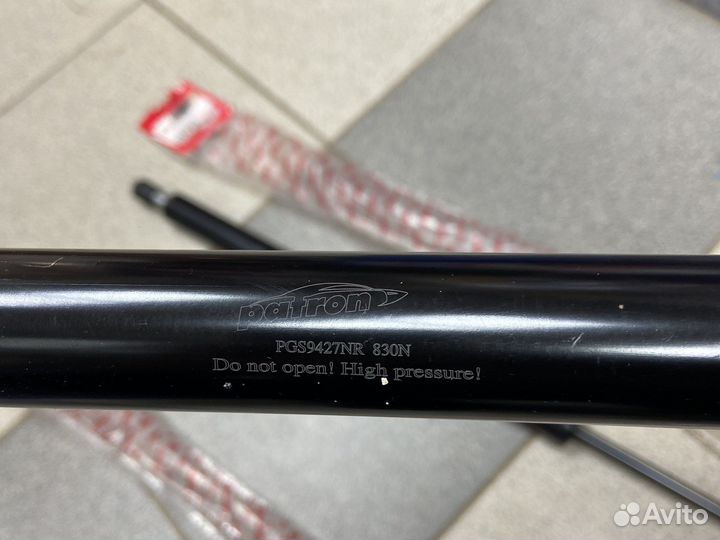 patron
PGS9427NR 830N
Do not open! High pressure!
Avito